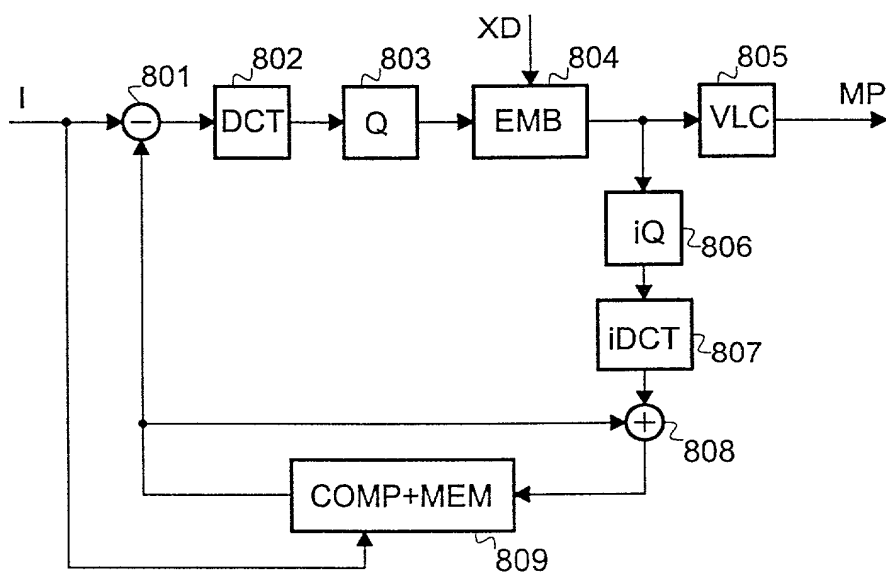 XD
I
801
802
803
804
805
MP
−
DCT
Q
EMB
VLC
iQ
806
iDCT
807
+
808
COMP+MEM
809